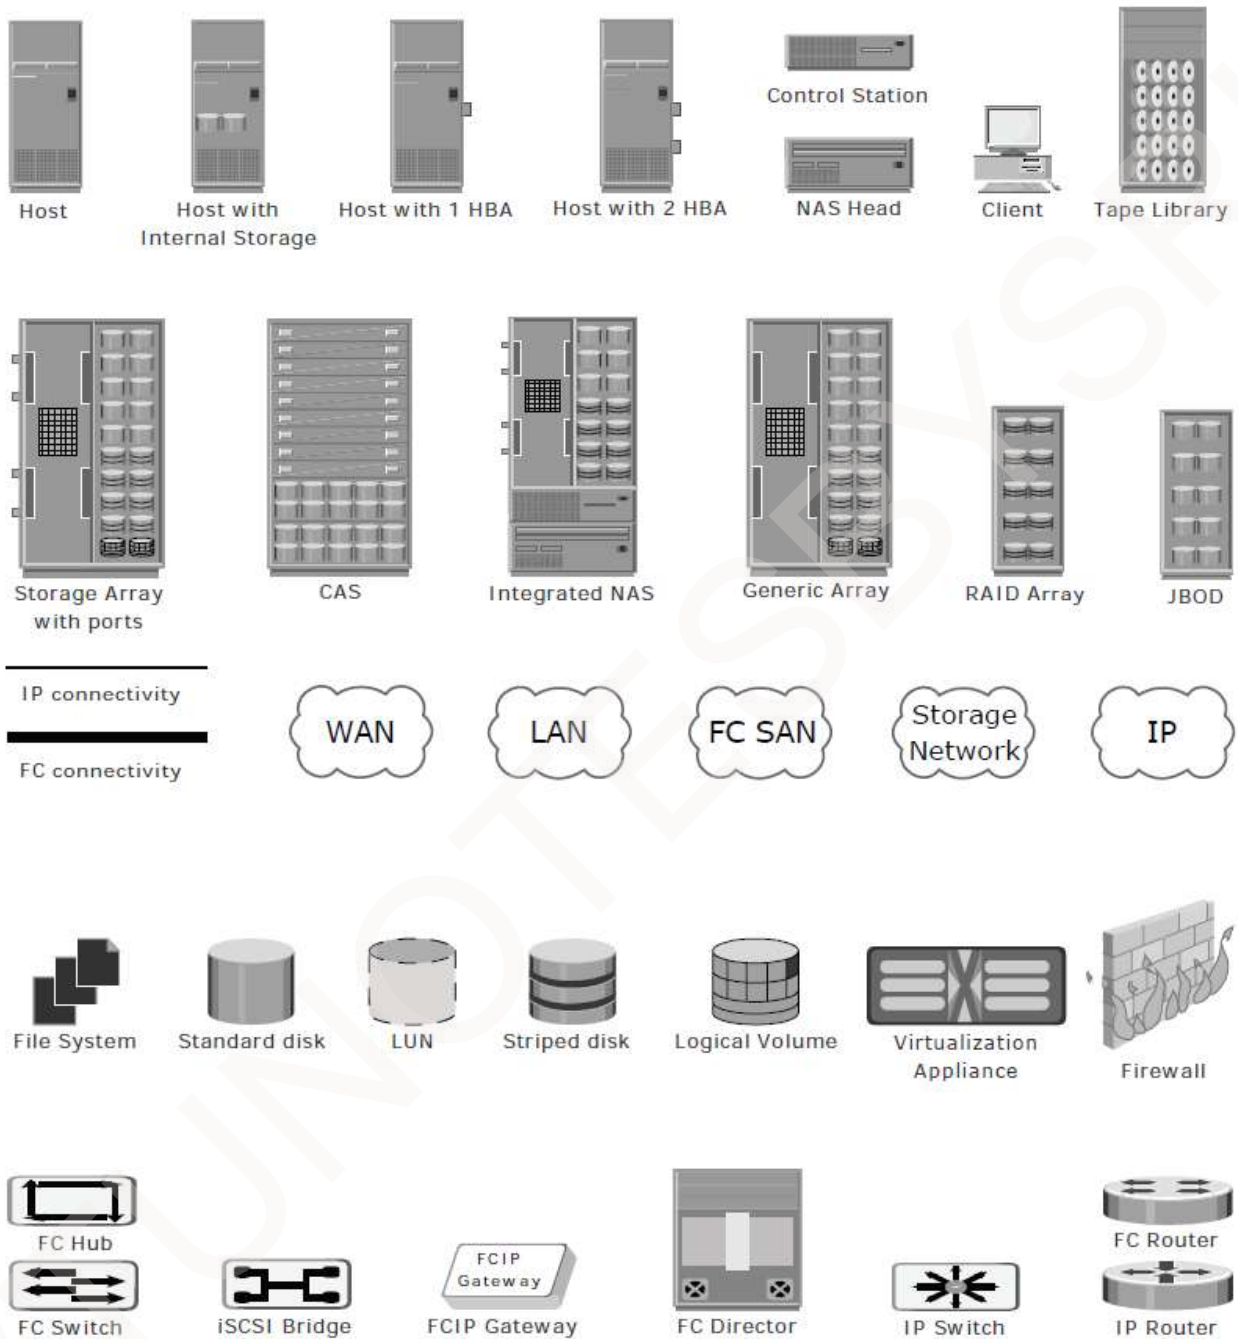 Control Station
Host
Host with
Internal Storage
Host with 1 HBA
Host with 2 HBA
NAS Head
Client
Tape Library
Storage Array
with ports
CAS
Integrated NAS
Generic Array
RAID Array
JBOD
IP connectivity
FC connectivity
WAN
LAN
FC SAN
Storage
Network
IP
File System
Standard disk
LUN
Striped disk
Logical Volume
Virtualization
Appliance
Firewall
FC Hub
FC Switch
iSCSI Bridge
FCIP
Gateway
FCIP Gateway
FC Director
IP Switch
FC Router
IP Router